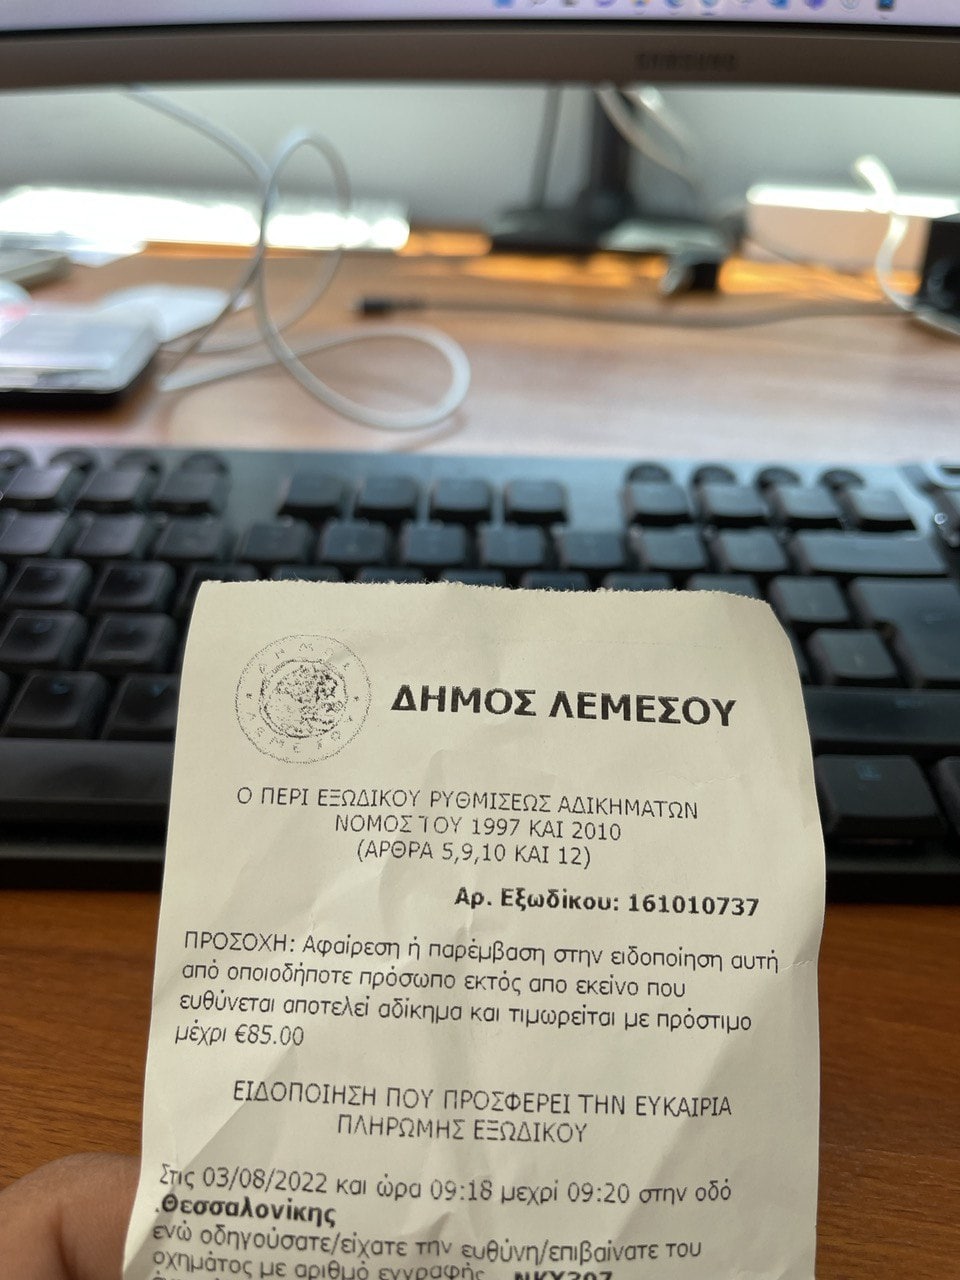 SAMSUNG
ΔΗΜΟΣ ΛΕΜΕΣΟΥ
Ο ΠΕΡΙ ΕΞΩΔΙΚΟΥ ΡΥΘΜΙΣΕΩΣ ΑΔΙΚΗΜΑΤΩΝ
ΝΟΜΟΣ ΤΟΥ 1997 ΚΑΙ 2010
(ΑΡΘΡΑ 5,9,10 ΚΑΙ 12)
Αρ. Εξωδίκου: 161010737
ΠΡΟΣΟΧΗ: Αφαίρεση ή παρέμβαση στην ειδοποίηση αυτή
από οποιοδήποτε πρόσωπο εκτός απο εκείνο που
ευθύνεται αποτελεί αδίκημα και τιμωρείται με πρόστιμο
μέχρι €85.00
ΕΙΔΟΠΟΙΗΣΗ ΠΟΥ ΠΡΟΣΦΕΡΕΙ ΤΗΝ ΕΥΚΑΙΡΙΑ
ΠΛΗΡΩΜΗΣ ΕΞΩΔΙΚΟΥ
Στις 03/08/2022 και ώρα 09:18 μεχρί 09:20 στην οδό
.Θεσσαλονίκης
ενώ οδηγούσατε/είχατε την ευθύνη/επιβαίνατε του
οχημάτος με αριθμό εγγραφής